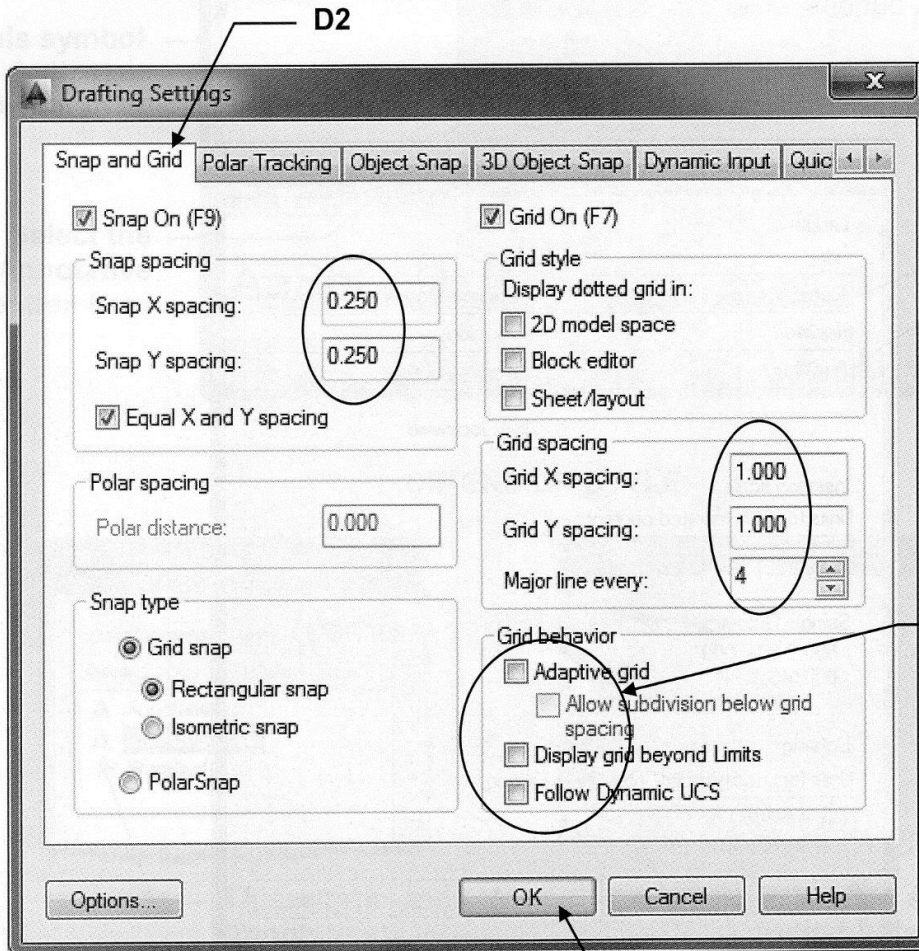 D2
Drafting Settings
Snap and Grid Polar Tracking Object Snap 3D Object Snap Dynamic Input Quic
Snap On (F9)
Snap spacing
Snap X spacing: 0.250
Snap Y spacing: 0.250
Equal X and Y spacing
Polar spacing
Polar distance: 0.000
Snap type
Grid snap
Rectangular snap
Isometric snap
PolarSnap
Grid On (F7)
Grid style
Display dotted grid in:
2D model space
Block editor
Sheet/layout
Grid spacing
Grid X spacing: 1.000
Grid Y spacing: 1.000
Major line every: 4
Grid behavior
Adaptive grid
Allow subdivision below grid
spacing
Display grid beyond Limits
Follow Dynamic UCS
Options... OK Cancel Help